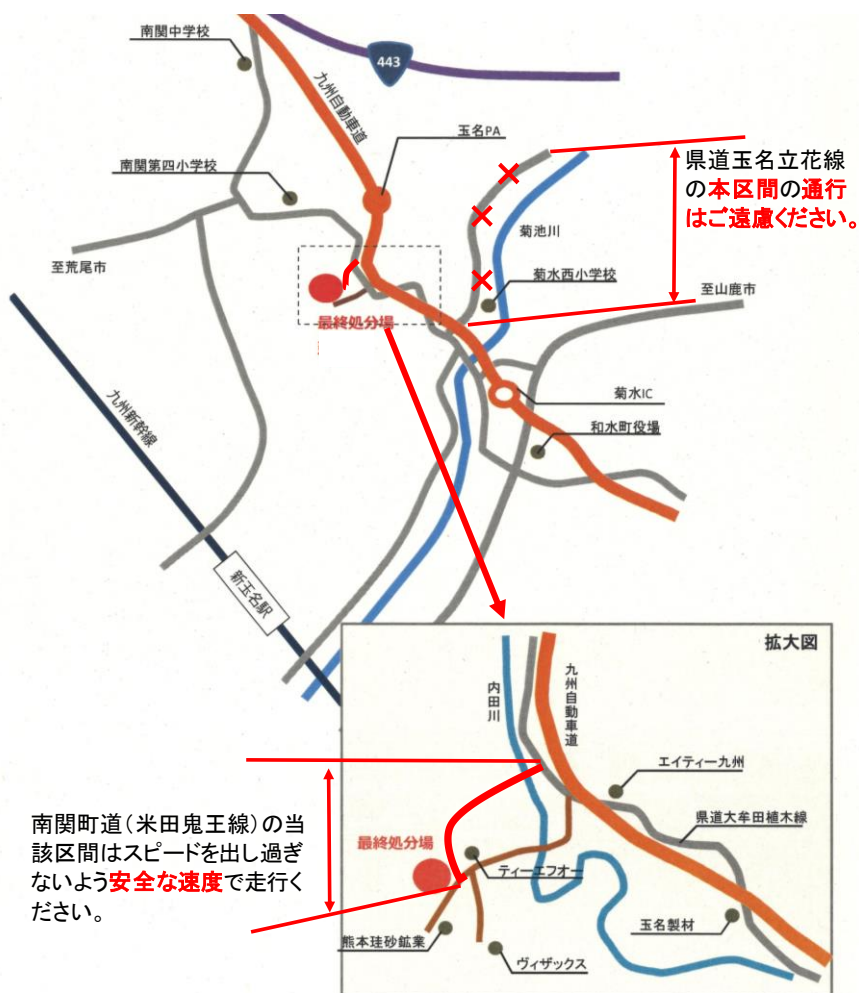 南関中学校
443
九州自動車道
玉名PA
南関第四小学校
県道玉名立花線
の本区間の通行
はご遠慮ください。
菊池川
至荒尾市
菊水西小学校
至山鹿市
最終処分場
菊水IC
九州新幹線
和水町役場
新玉名駅
拡大図
内田川
九州自動車道
エイティー九州
県道大牟田植木線
南関町道(米田鬼王線)の当
該区間はスピードを出し過ぎ
ないよう安全な速度で走行く
ださい。
最終処分場
ティーエフオー
玉名製材
熊本珪砂鉱業
ヴィザックス